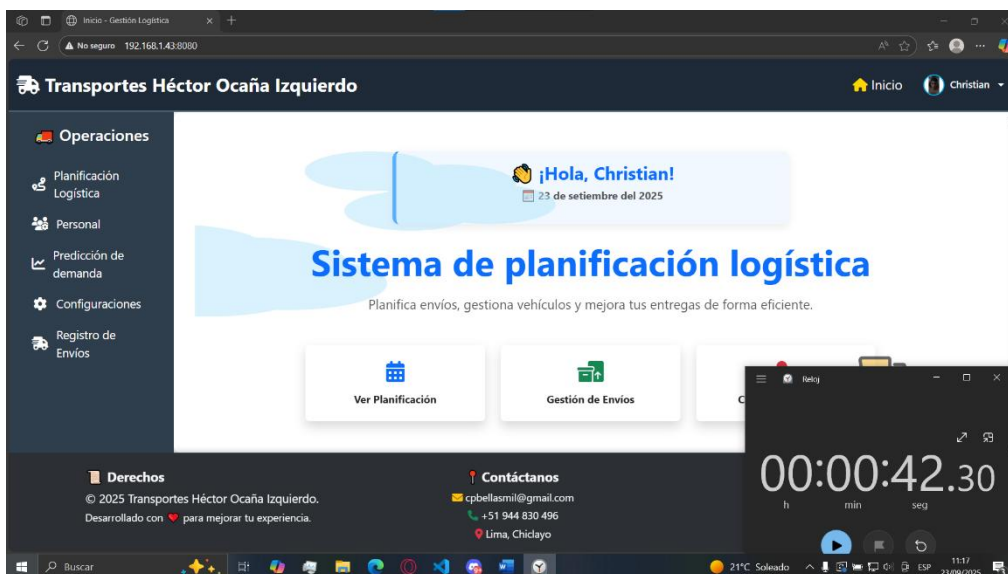 Inicio - Gestión Logística
No seguro 192.168.1.43:8080
Transportes Héctor Ocaña Izquierdo
Inicio
Christian
Operaciones
Planificación
Logística
Personal
Predicción de
demanda
Configuraciones
Registro de
Envíos
¡Hola, Christian!
23 de setiembre del 2025
Sistema de planificación logística
Planifica envíos, gestiona vehículos y mejora tus entregas de forma eficiente.
Ver Planificación
Gestión de Envíos
Reloj
00:00:42.30
h min seg
Derechos
© 2025 Transportes Héctor Ocaña Izquierdo.
Desarrollado con para mejorar tu experiencia.
Contáctanos
cpbellasmil@gmail.com
+51 944 830 496
Lima, Chiclayo
Buscar
21°C Soleado
ESP
11:17
23/09/2025